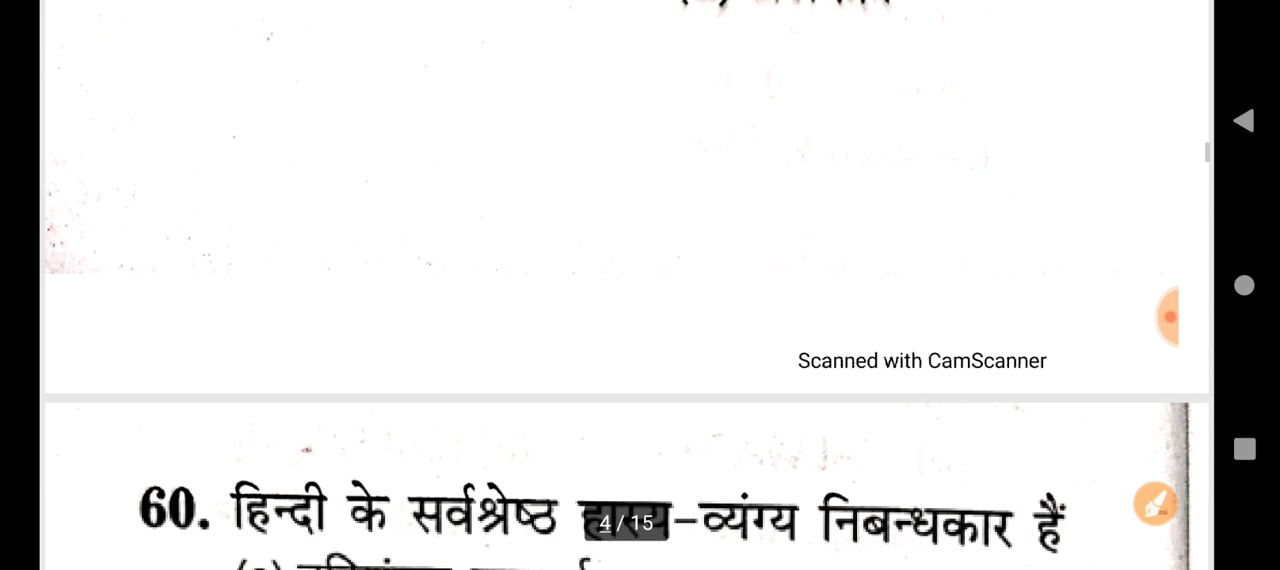 Scanned with CamScanner
60. हिन्दी के सर्वश्रेष्ठ हास्य-व्यंग्य निबन्धकार हैं
4/15